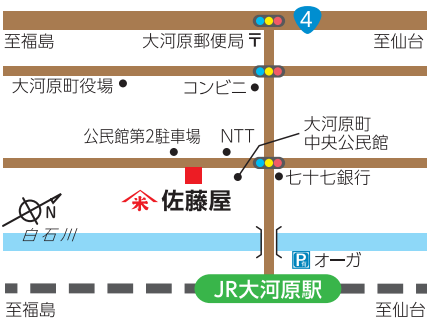 4
至福島
大河原郵便局〒
至仙台
大河原町役場
コンビニ
大河原町
中央公民館
公民館第2駐車場
NTT
七十七銀行
米
佐藤屋
N
白石川
P
オーガ
JR大河原駅
至福島
至仙台